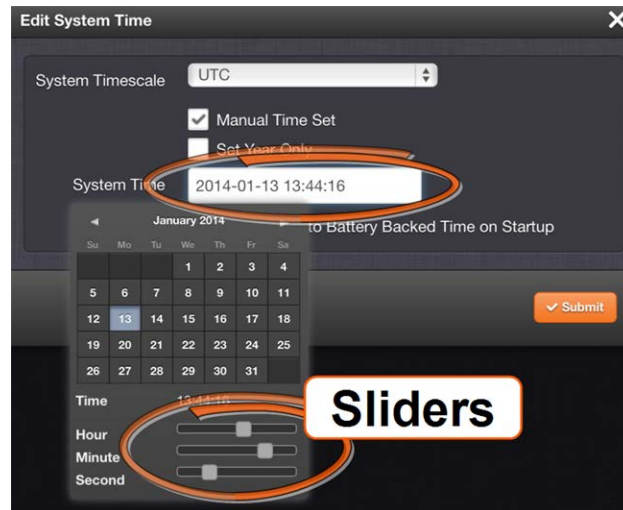 Edit System Time
System Timescale UTC
Manual Time Set
Set Year Only
System Time 2014-01-13 13:44:16
to Battery Backed Time on Startup
January 2014
Su Mo Tu We Th Fr Sa
1 2 3 4
5 6 7 8 9 10 11
12 13 14 15 16 17 18
19 20 21 22 23 24 25
26 27 28 29 30 31
Submit
Time 13:44:16
Sliders
Hour
Minute
Second